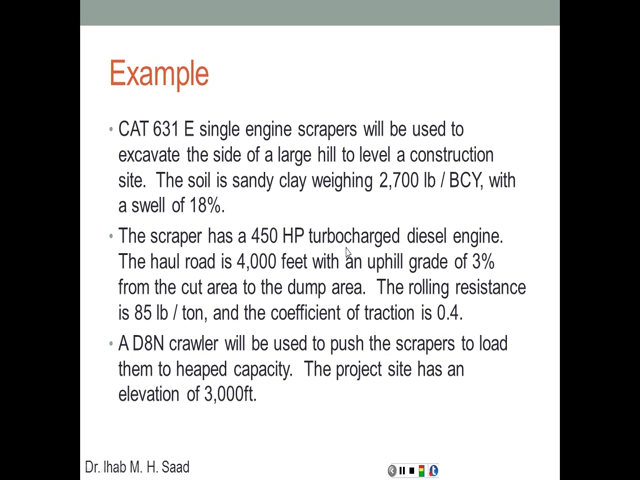 Example
• CAT 631 E single engine scrapers will be used to
excavate the side of a large hill to level a construction
site. The soil is sandy clay weighing 2,700 lb / BCY, with
a swell of 18%.
• The scraper has a 450 HP turbocharged diesel engine.
The haul road is 4,000 feet with an uphill grade of 3%
from the cut area to the dump area. The rolling resistance
is 85 lb / ton, and the coefficient of traction is 0.4.
• A D8N crawler will be used to push the scrapers to load
them to heaped capacity. The project site has an
elevation of 3,000ft.
Dr. Ihab M. H. Saad